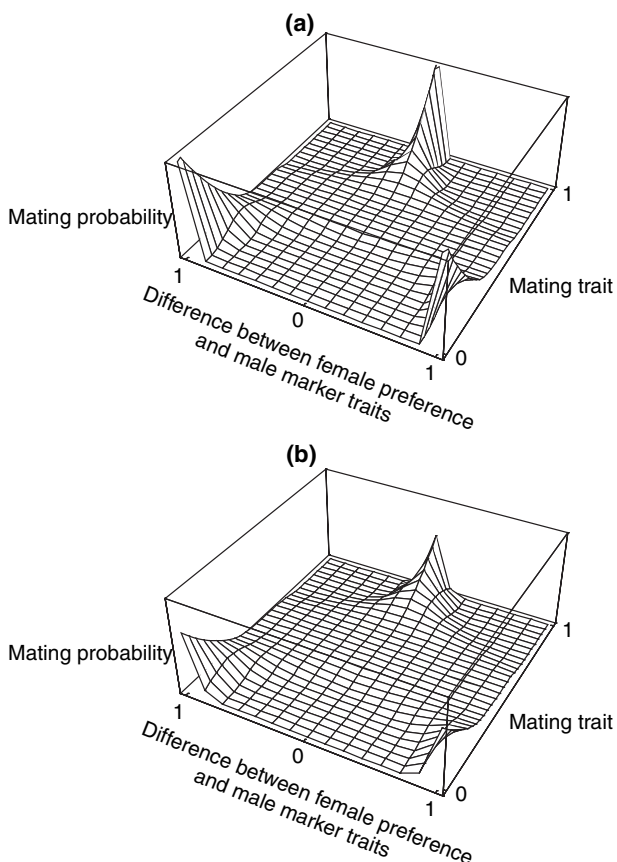 (a)
Mating probability
1
0
1
Difference between female preference
and male marker traits
0
Mating trait
1
(b)
Mating probability
1
0
1
Difference between female preference
and male marker traits
0
Mating trait
1